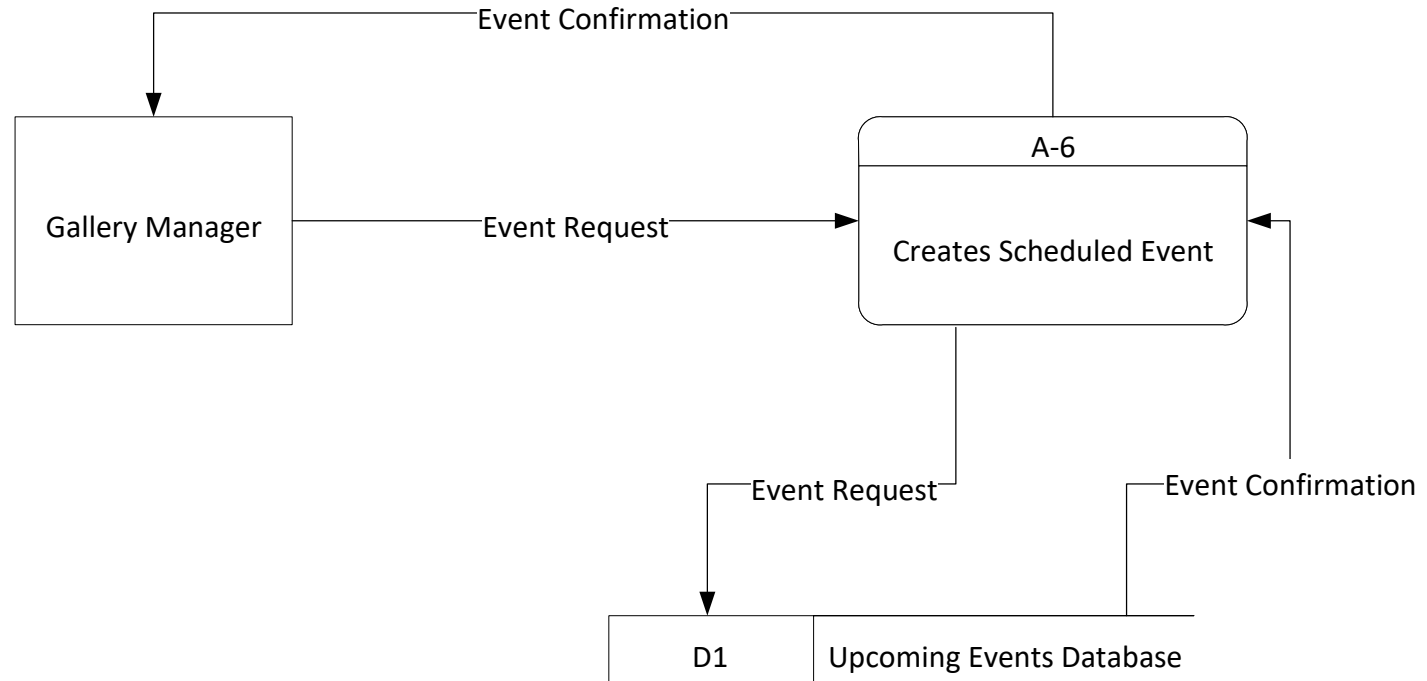 Event Confirmation
A-6
Gallery Manager
Event Request
Creates Scheduled Event
Event Request
Event Confirmation
D1
Upcoming Events Database